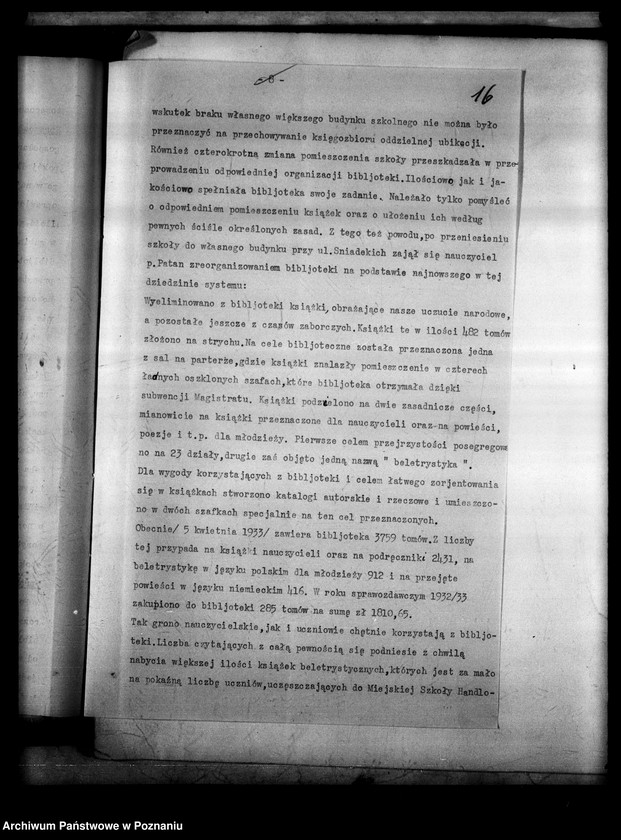 -8-
16
wskutek braku własnego większego budynku szkolnego nie można było
przeznaczyć na przechowywanie księgozbioru oddzielnej ubikacji.
Również czterokrotna zmiana pomieszczenia szkoły przeszkadzała w prze-
prowadzeniu odpowiedniej organizacji bibljoteki.Ilościowo jak i ja-
kościowo spełniała bibljoteka swoje zadanie. Należało tylko pomyśleć
o odpowiedniem pomieszczeniu książek oraz o ułożeniu ich według
pewnych ściśle określonych zasad. Z tego też powodu,po przeniesieniu
szkoły do własnego budynku przy ul.Sniadekich zajął się nauczyciel
p.Patan zreorganizowaniem bibljoteki na podstawie najnowszego w tej
dziedzinie systemu:
Wyeliminowano z bibljoteki książki,obrażające nasze uczucie narodowe,
a pozostałe jeszcze z czasów zaborczych.Książki te w ilości 482 tomów
złożono na strychu.Na cele bibljoteczne została przeznaczona jedna
z sal na parterze,gdzie książki znalazły pomieszczenie w czterech
ładnych oszklonych szafach,które bibljoteka otrzymała dzięki
subwencji Magistratu. Książki podzielono na dwie zasadnicze części,
mianowicie na książki przeznaczone dla nauczycieli oraz na powieści,
poezje i t.p. dla młodzieży. Pierwsze celem przejrzystości posegregowa
no na 23 działy,drugie zaś objęto jedną nazwą " beletrystyka ".
Dla wygody korzystających z bibljoteki i celem łatwego zorjentowania
się w książkach stworzono katalogi autorskie i rzeczowe i umieszczo-
no w dwóch szafkach specjalnie na ten cel przeznaczonych.
Obecnie/ 5 kwietnia 1933/ zawiera bibljoteka 3759 tomów.Z liczby
tej przypada na książki nauczycieli oraz na podręczniki 2431, na
beletrystykę w języku polskim dla młodzieży 912 i na przejęte
powieści w języku niemieckim 416. W roku sprawozdawczym 1932/33
zakupiono do bibljoteki 285 tomów na sumę zł 1810,65.
Tak grono nauczycielskie,jak i uczniowie chętnie korzystają z bibljo-
teki.Liczba czytających z całą pewnością się podniesie z chwilą
nabycia większej ilości książek beletrystycznych,których jest za mało
na pokaźną liczbę uczniów,uczęszczających do Miejskiej Szkoły Handlo-
Archiwum Państwowe w Poznaniu